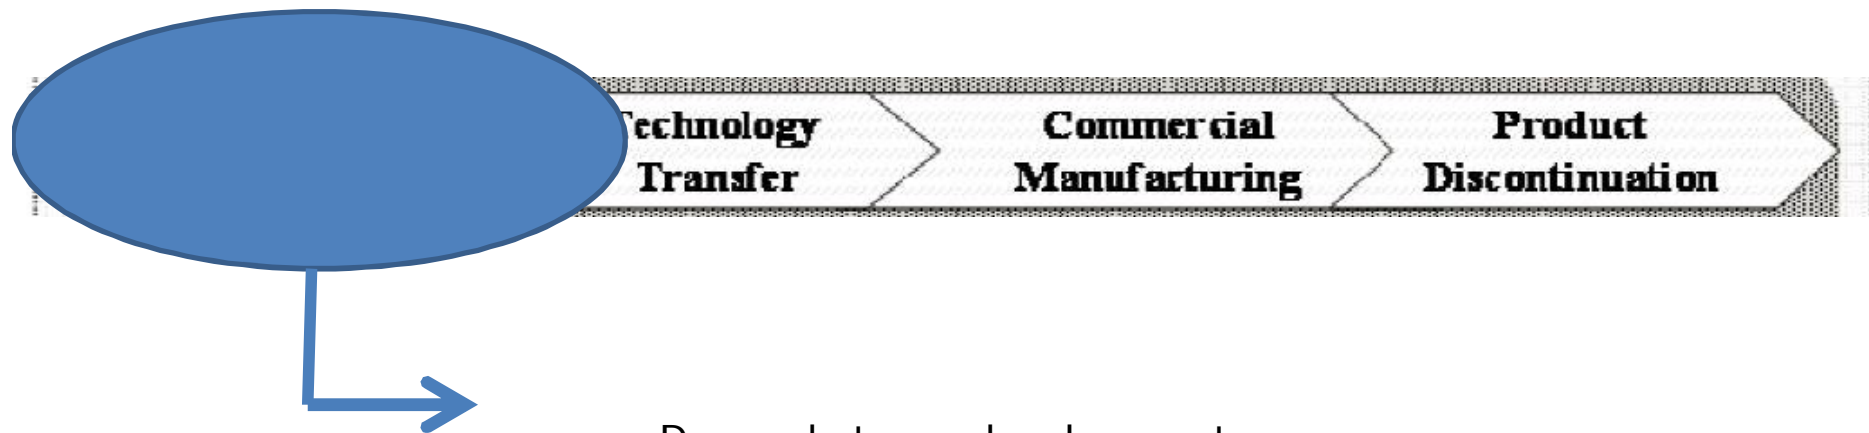 Technology
Transfer
Commercial
Manufacturing
Product
Discontinuation